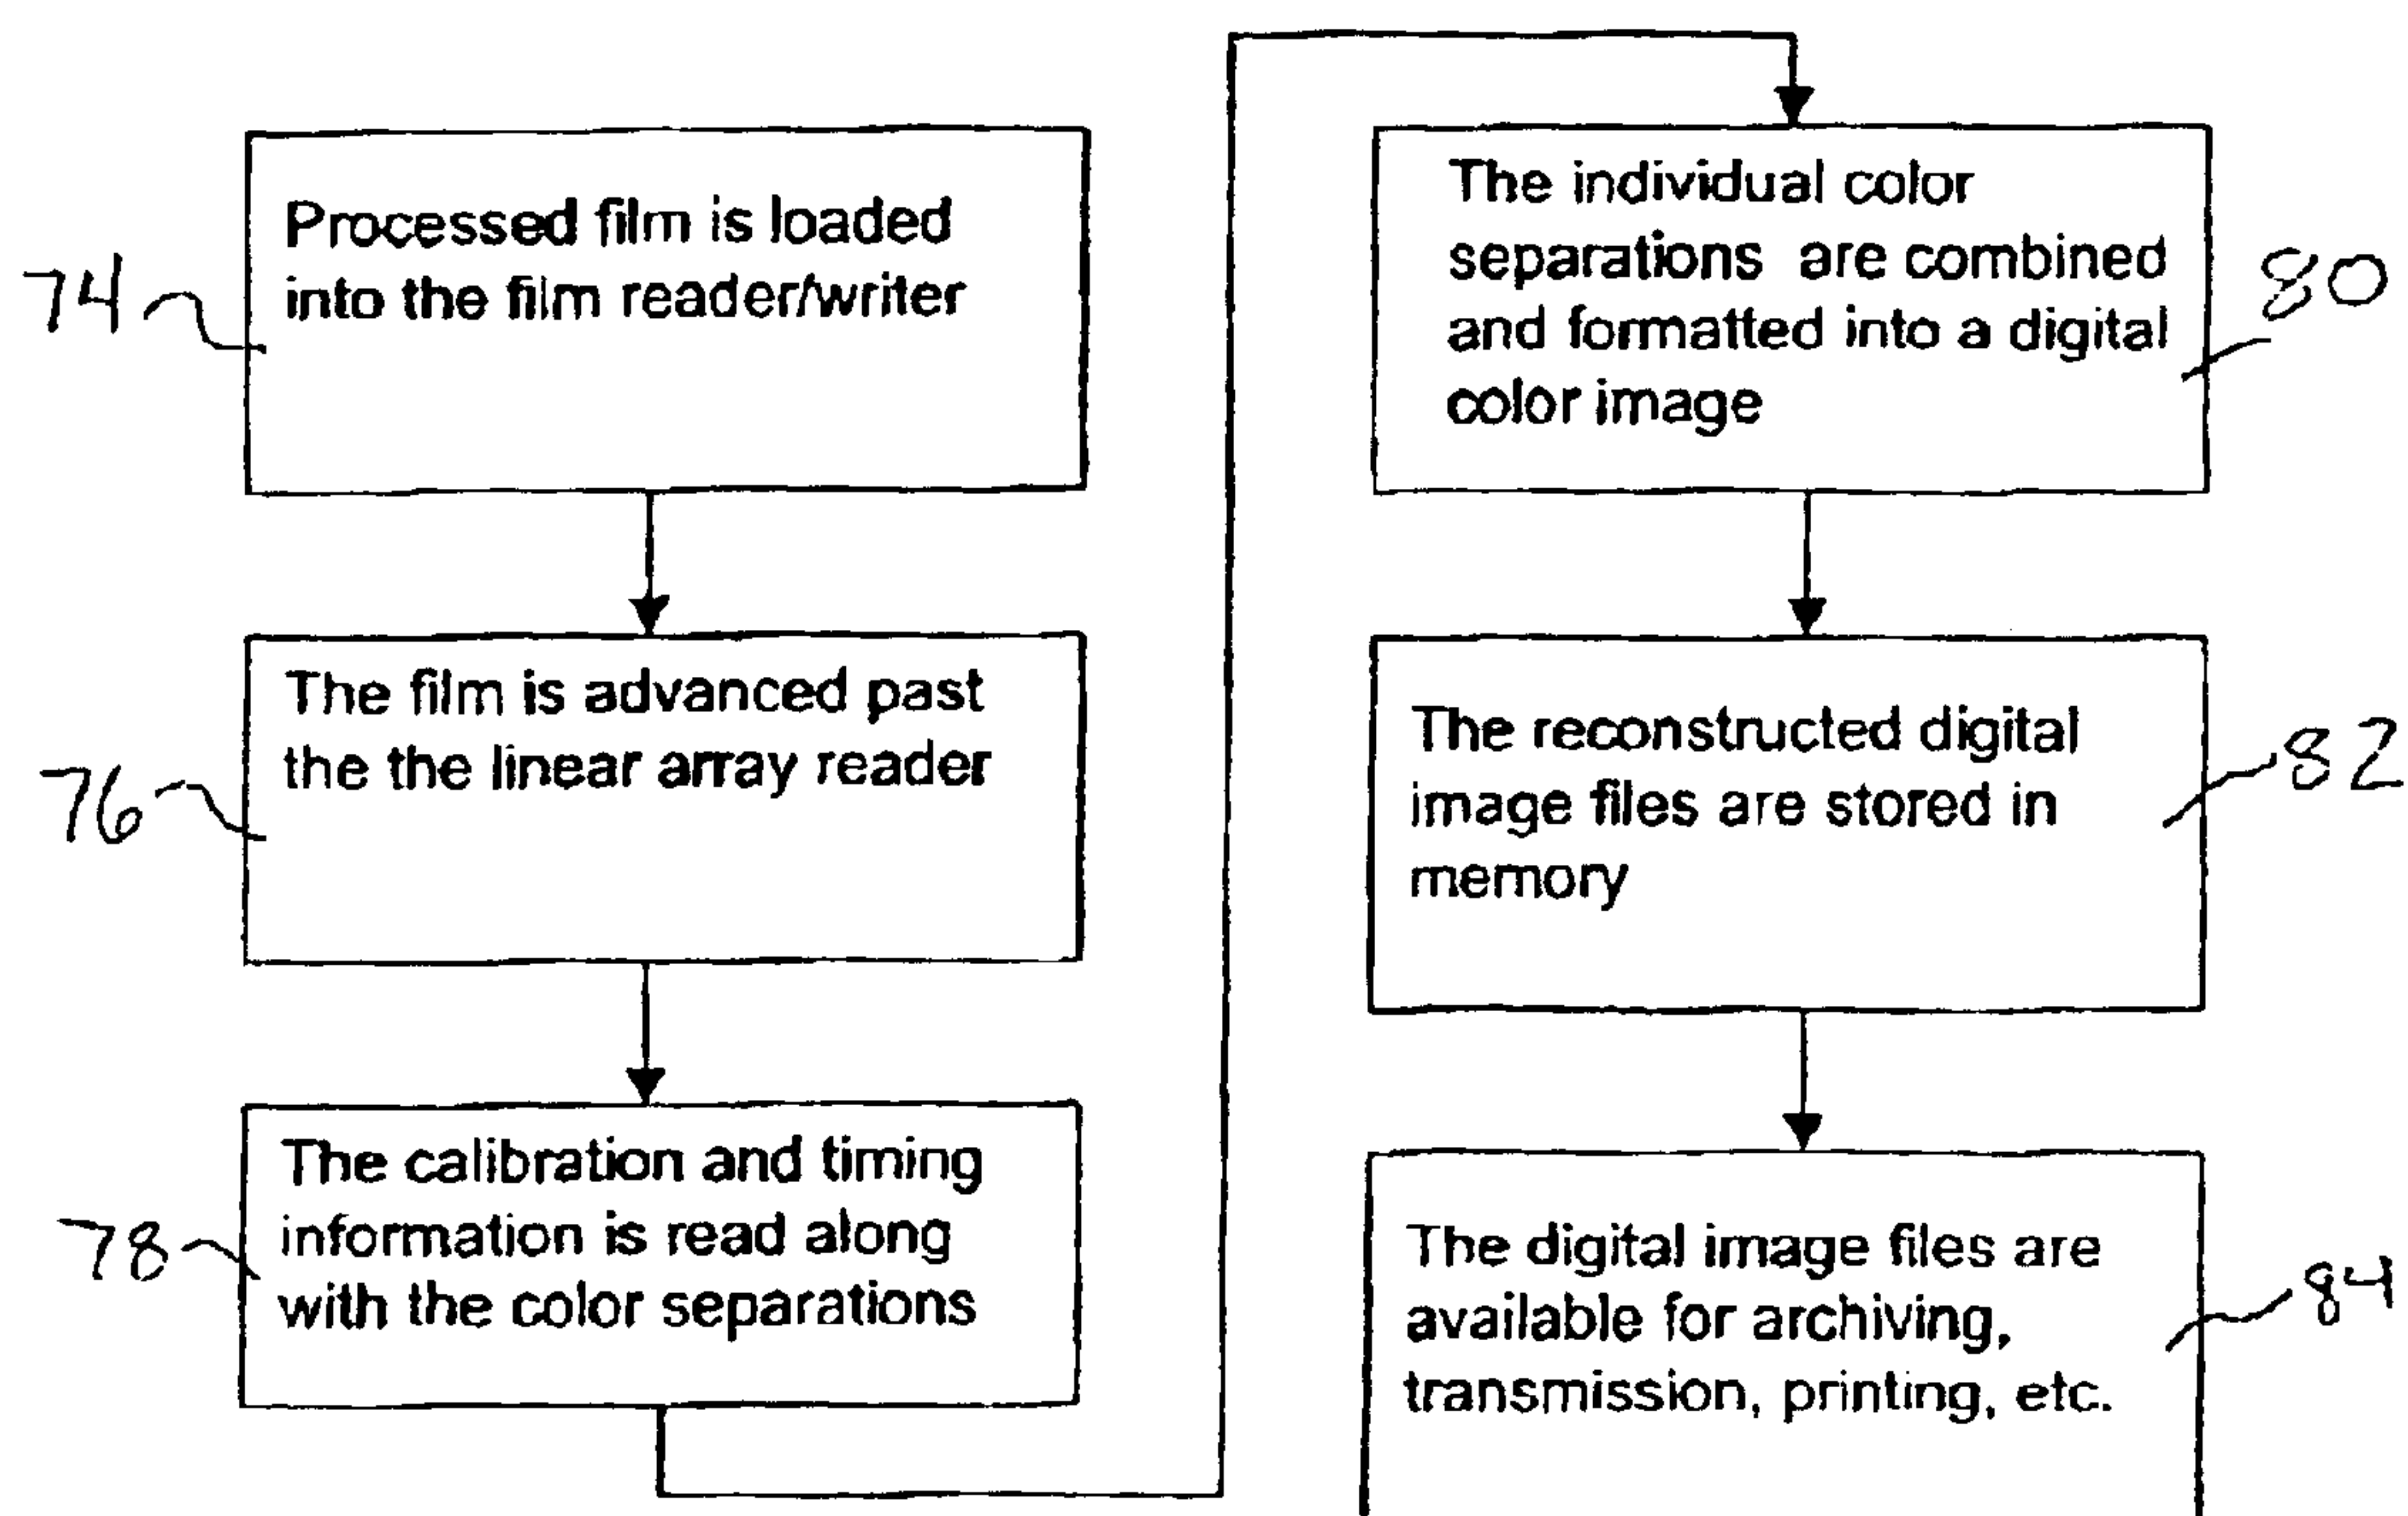 74
Processed film is loaded
into the film reader/writer
76
The film is advanced past
the the linear array reader
78
The calibration and timing
information is read along
with the color separations
The individual color
separations are combined
and formatted into a digital
color image
80
The reconstructed digital
image files are stored in
memory
82
The digital image files are
available for archiving,
transmission, printing, etc.
84